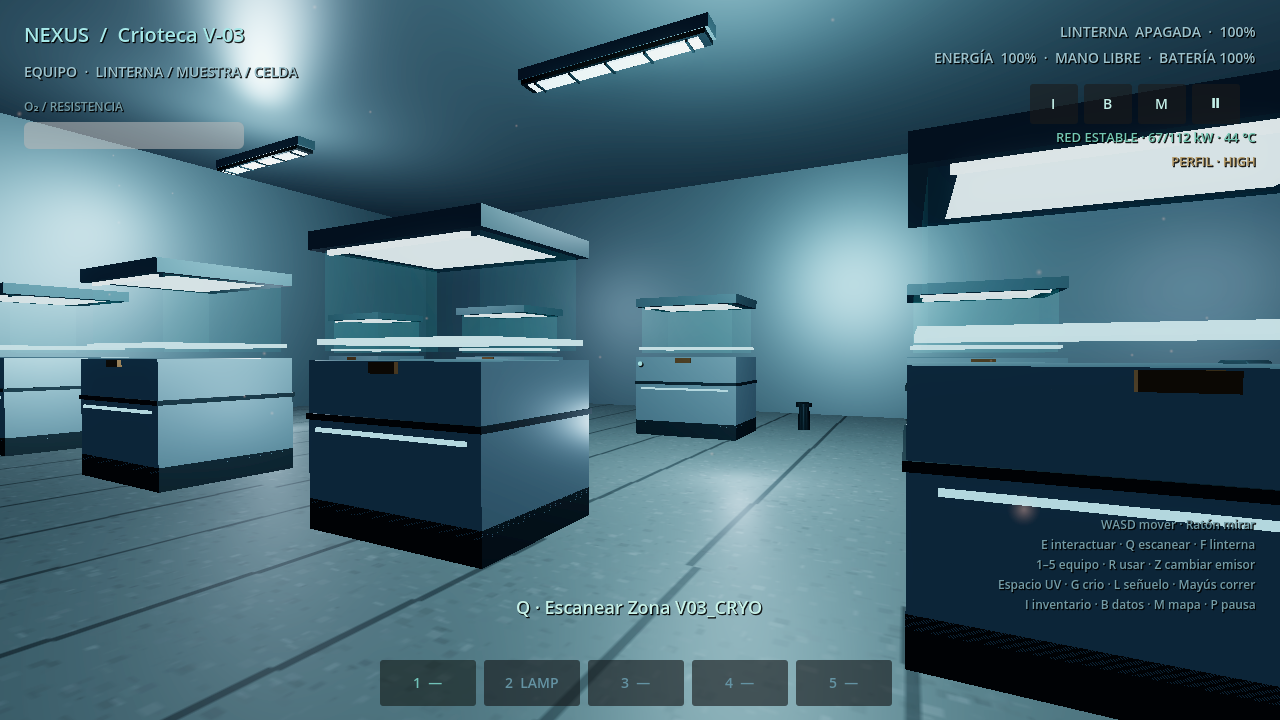 NEXUS / Crioteca V-03
EQUIPO · LINTERNA / MUESTRA / CELDA
O₂ / RESISTENCIA
LINTERNA APAGADA · 100%
ENERGÍA 100% · MANO LIBRE · BATERÍA 100%
I B M II
RED ESTABLE · 67/112 kW · 44 °C
PERFIL · HIGH
WASD mover · Ratón mirar
E interactuar · Q escanear · F linterna
1–5 equipo · R usar · Z cambiar emisor
Espacio UV · G crio · L señuelo · Mayús correr
I inventario · B datos · M mapa · P pausa
Q · Escanear Zona V03_CRYO
1 — 2 LAMP 3 — 4 — 5 —